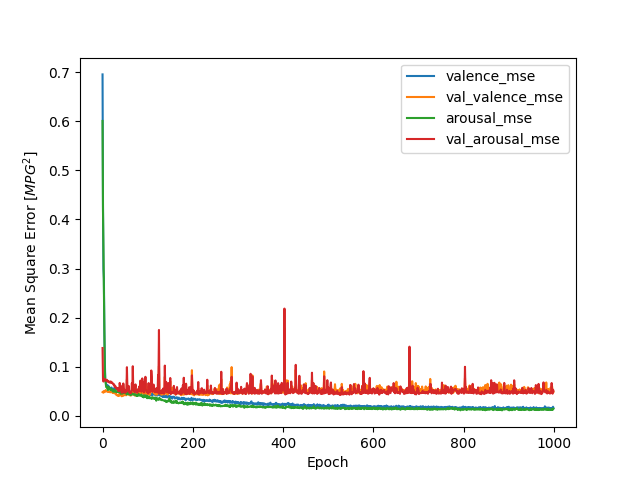 valence_mse
val_valence_mse
arousal_mse
val_arousal_mse
Mean Square Error [MPG²]
0.7
0.6
0.5
0.4
0.3
0.2
0.1
0.0
0 200 400 600 800 1000
Epoch